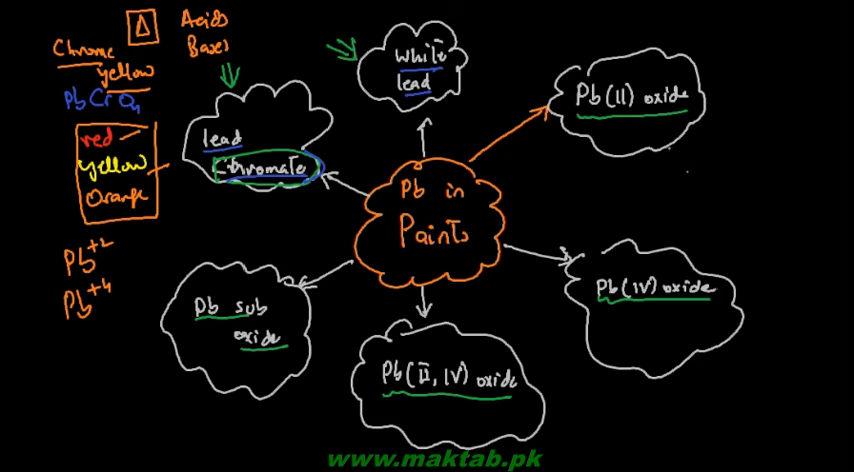 Δ
Acids
Bases
Chrome
yellow
PbCrO4
red
yellow
Orange
Pb+2
Pb+4
lead
Chromate
White
lead
Pb(II) oxide
Pb in
Paints
Pb sub
oxide
Pb(II, IV) oxide
Pb(IV) oxide
www.maktab.pk